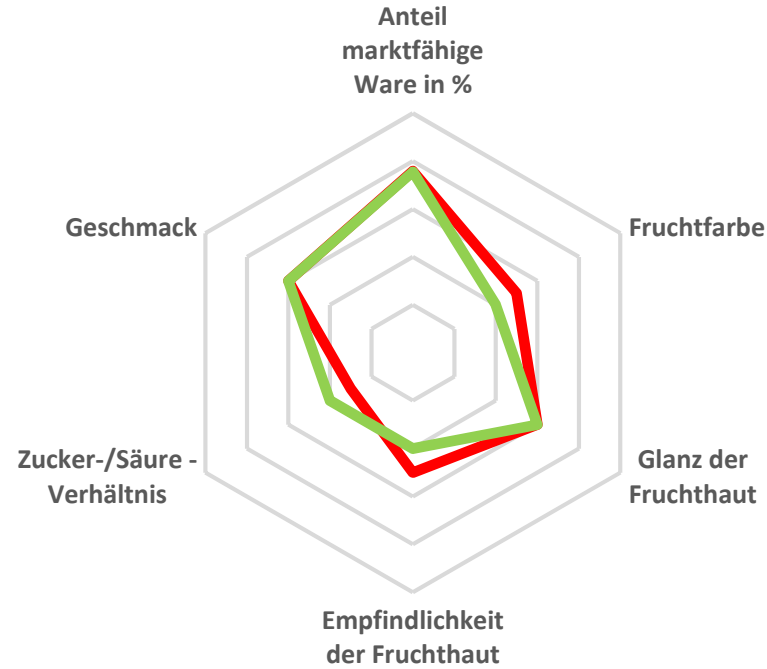 Anteil
marktfähige
Ware in %
Fruchtfarbe
Glanz der
Fruchthaut
Empfindlichkeit
der Fruchthaut
Zucker-/Säure -
Verhältnis
Geschmack